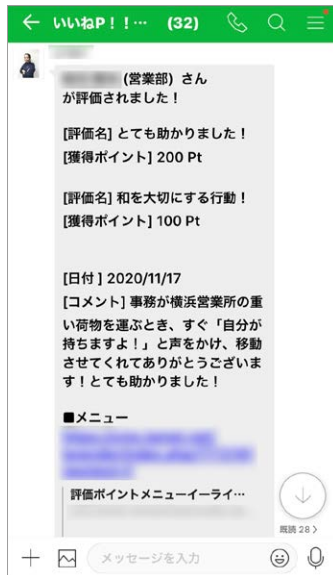 いいねP！！… (32)
(営業部) さん
が評価されました！
[評価名] とても助かりました！
[獲得ポイント] 200 Pt
[評価名] 和を大切にする行動！
[獲得ポイント] 100 Pt
[日付 ] 2020/11/17
[コメント] 事務が横浜営業所の重
い荷物を運ぶとき、すぐ「自分が
持ちますよ！」と声をかけ、移動
させてくれてありがとうございま
す！とても助かりました！
■メニュー
評価ポイントメニューイーライ…
既読 28 >
メッセージを入力